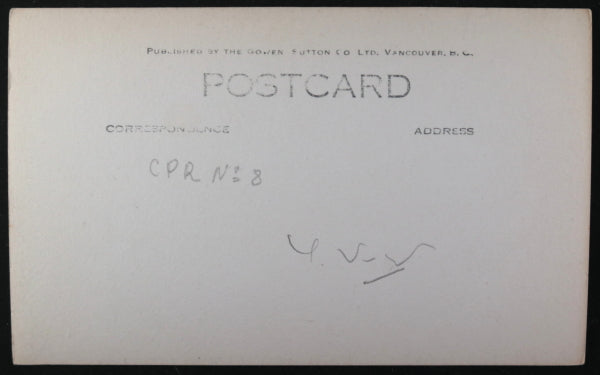 PUBLISHED BY THE GOWEN SUTTON CO LTD, VANCOUVER, B.C.
POSTCARD
CORRESPONDENCE
ADDRESS
CPR No 8